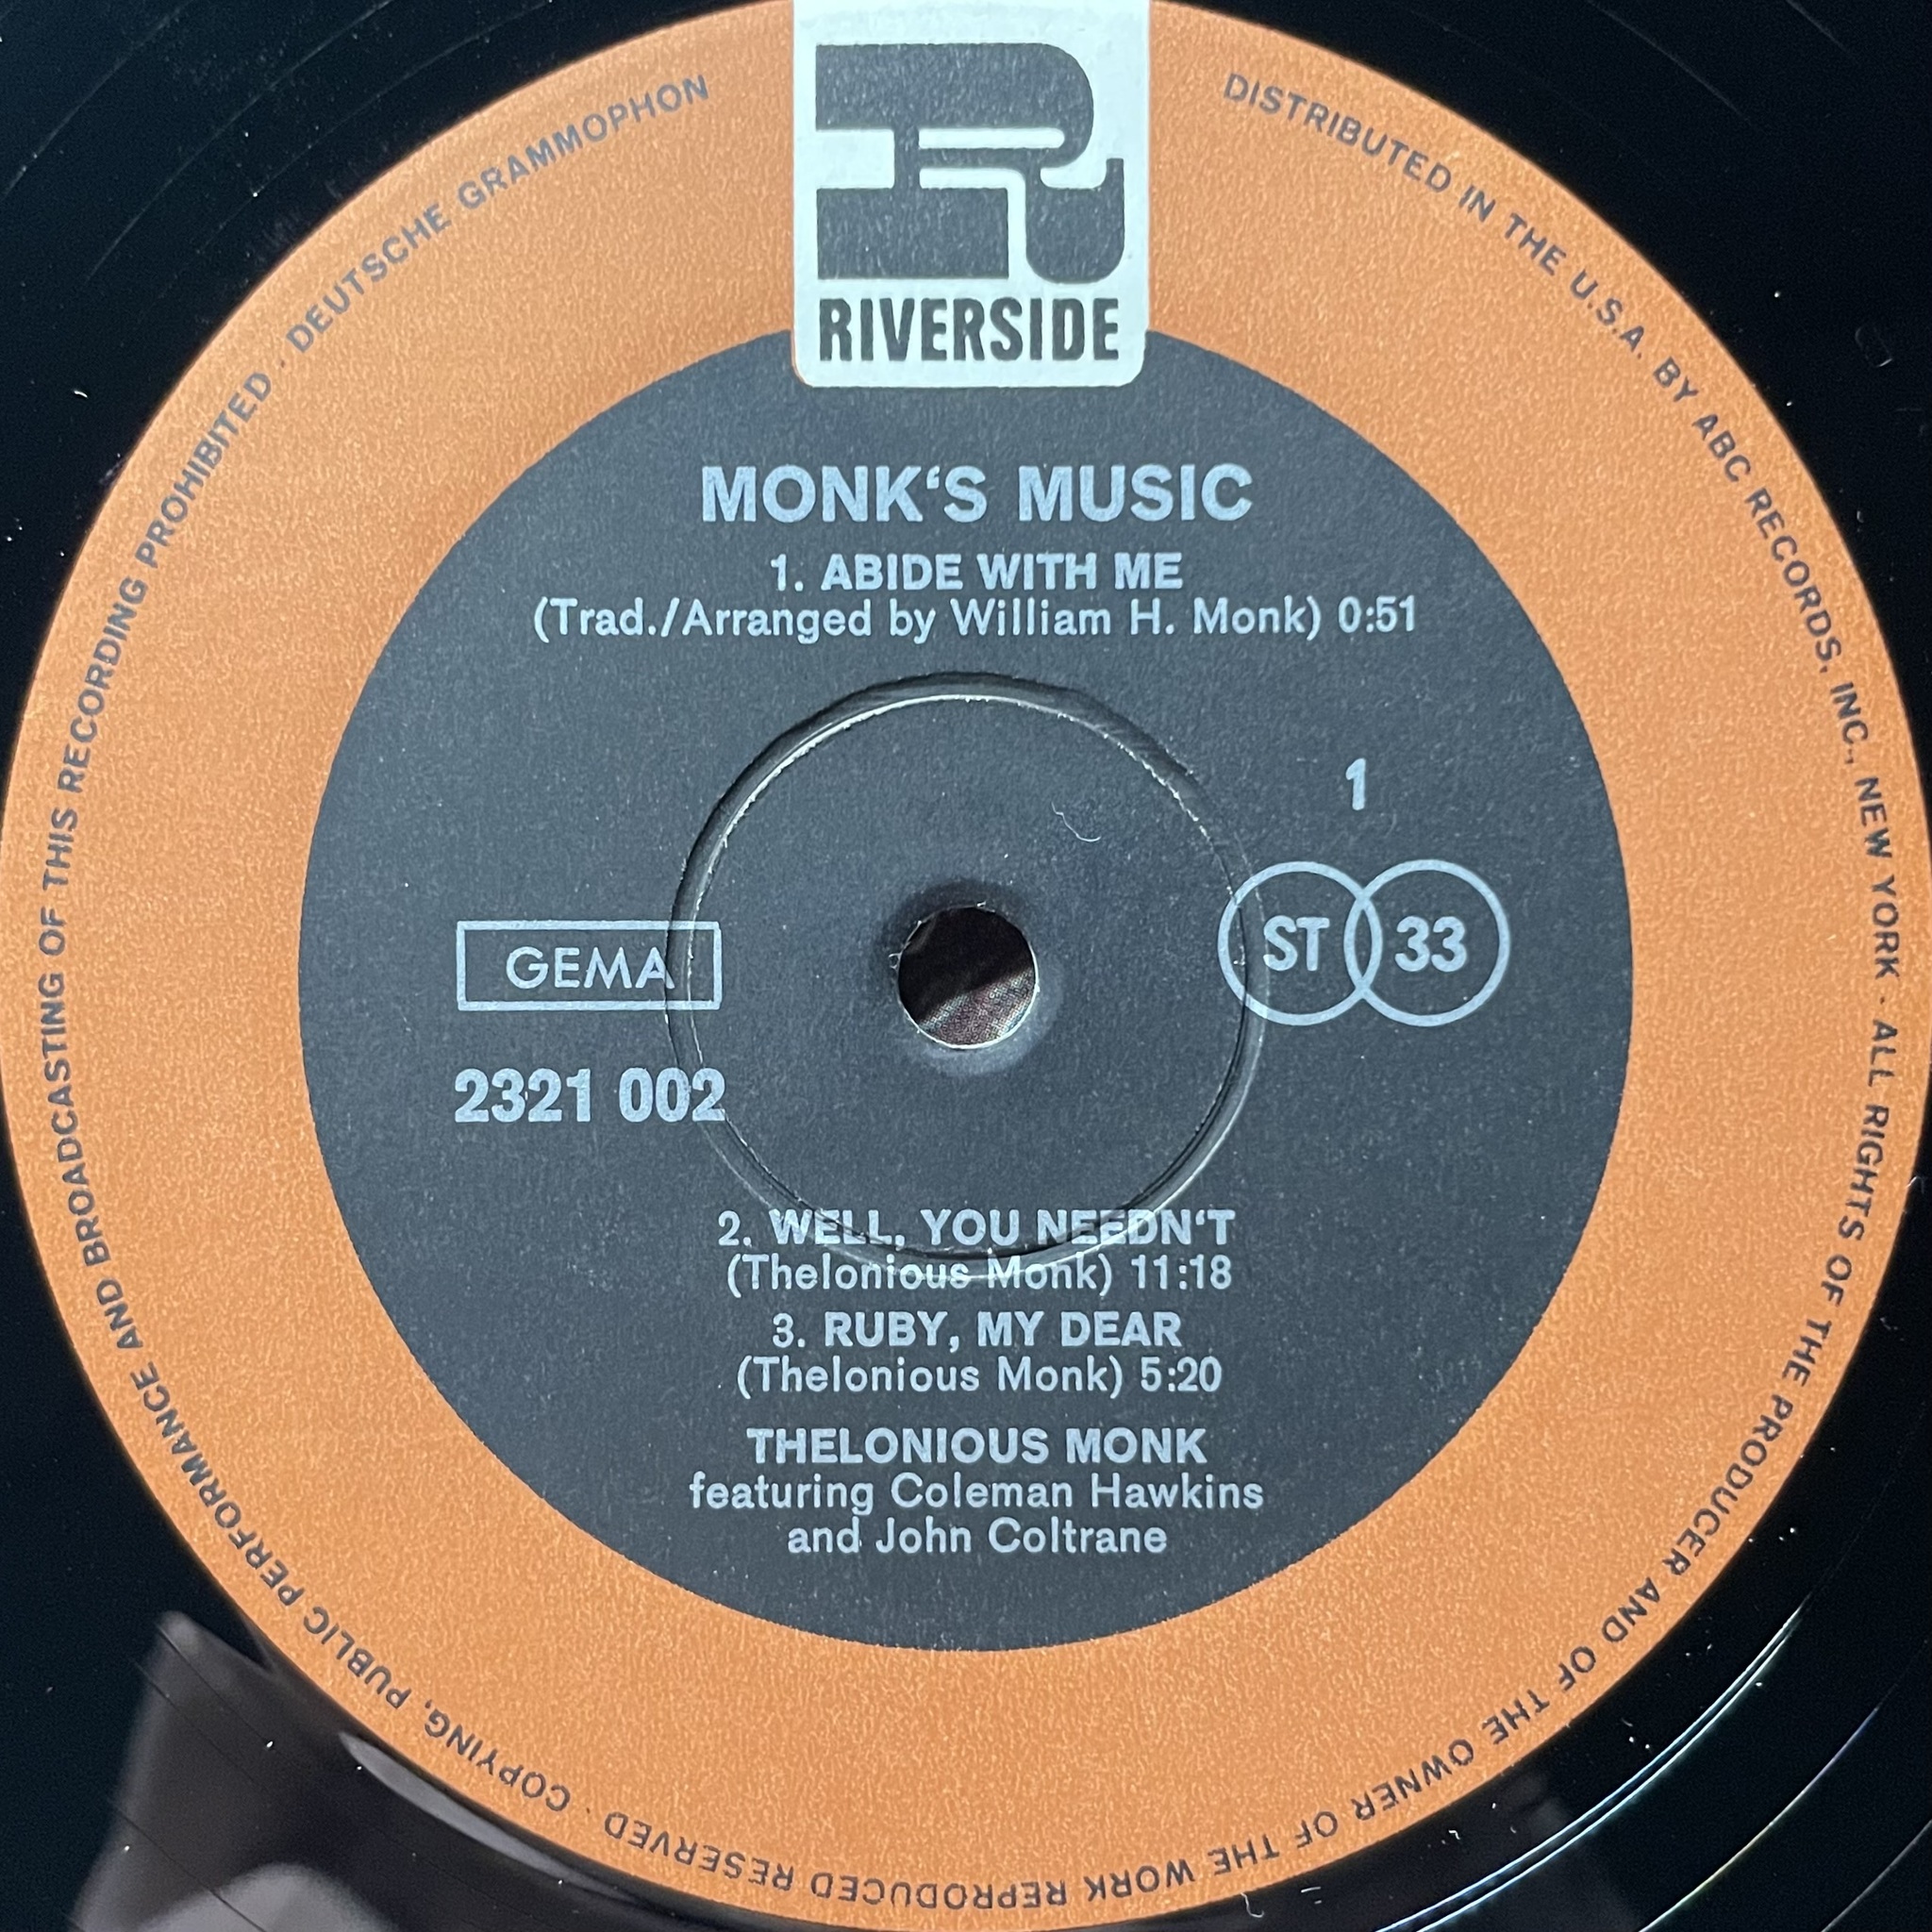 RIVERSIDE
MONK‘S MUSIC
1. ABIDE WITH ME
(Trad./Arranged by William H. Monk) 0:51
1
GEMA
ST 33
2321 002
2. WELL, YOU NEEDN‘T
(Thelonious Monk) 11:18
3. RUBY, MY DEAR
(Thelonious Monk) 5:20
THELONIOUS MONK
featuring Coleman Hawkins
and John Coltrane
DISTRIBUTED IN THE U.S.A. BY ABC RECORDS, INC., NEW YORK · ALL RIGHTS OF THE PRODUCER AND OF THE OWNER OF THE WORK REPRODUCED RESERVED · COPYING, PUBLIC PERFORMANCE AND BROADCASTING OF THIS RECORDING PROHIBITED · DEUTSCHE GRAMMOPHON